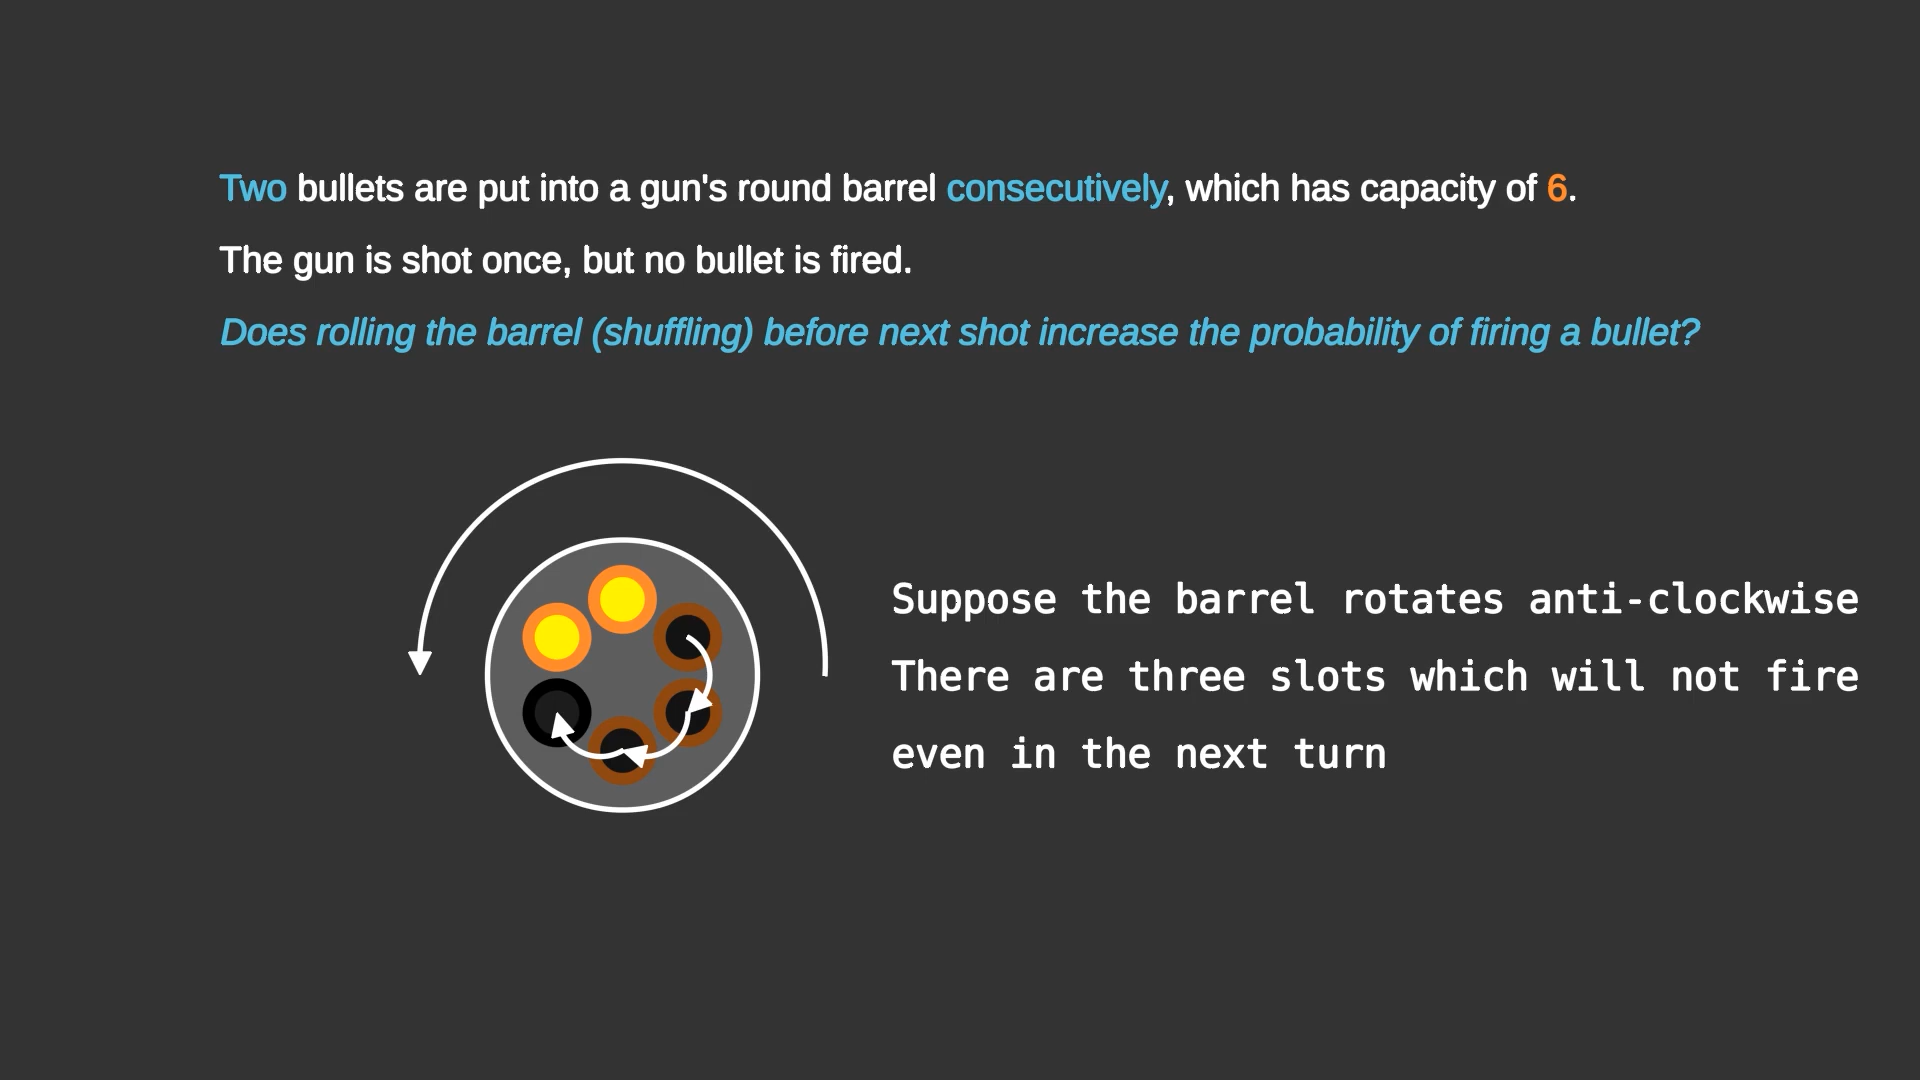 Two bullets are put into a gun's round barrel consecutively, which has capacity of 6.
The gun is shot once, but no bullet is fired.
Does rolling the barrel (shuffling) before next shot increase the probability of firing a bullet?
Suppose the barrel rotates anti-clockwise
There are three slots which will not fire
even in the next turn